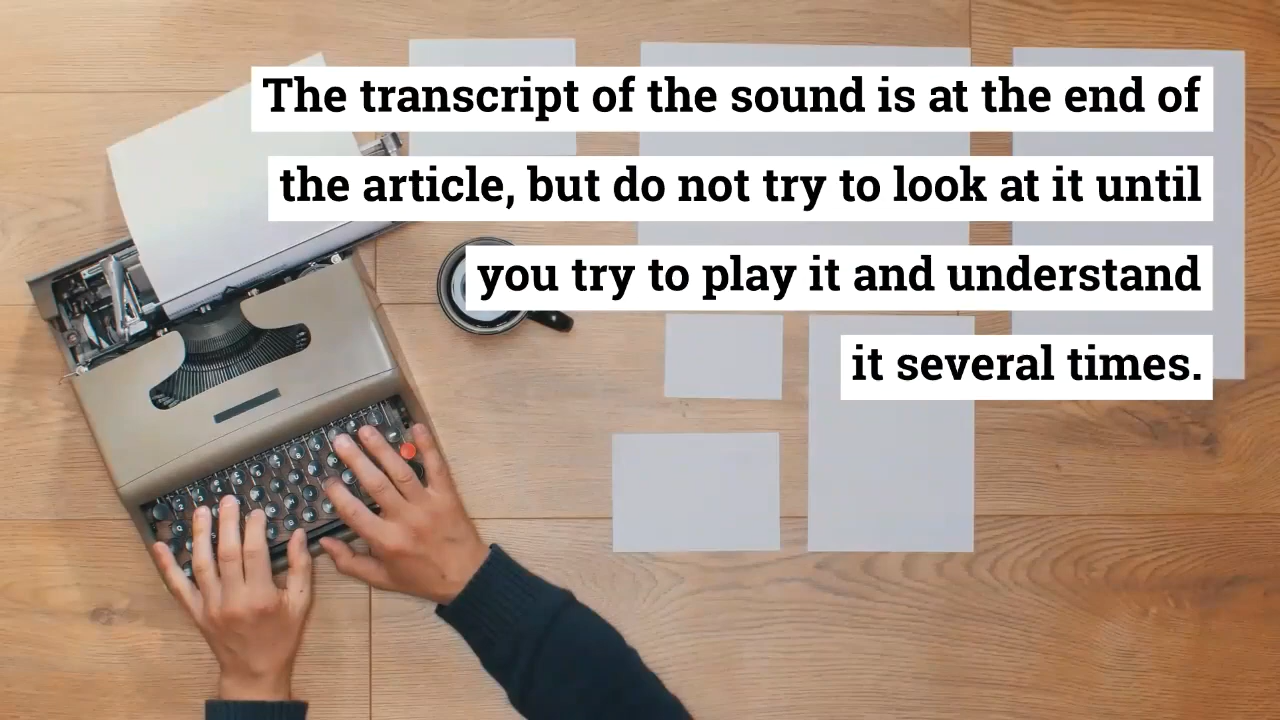 The transcript of the sound is at the end of
the article, but do not try to look at it until
you try to play it and understand
it several times.